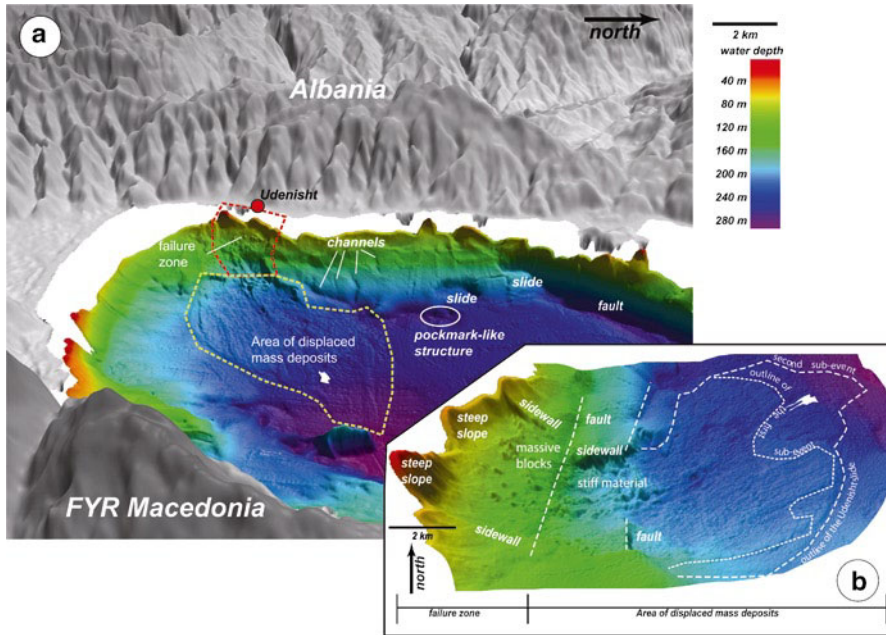 a
north
2 km
water depth
40 m
80 m
120 m
160 m
200 m
240 m
280 m
Albania
Udenisht
failure
zone
channels
slide
slide
fault
pockmark-like
structure
Area of displaced
mass deposits
FYR Macedonia
second
sub-event
outline of
the first
sub-event
outline of the Udenisht slide
steep
slope
steep
slope
sidewall
fault
sidewall
massive
blocks
stiff material
sidewall
fault
2 km
north
b
failure zone
Area of displaced mass deposits